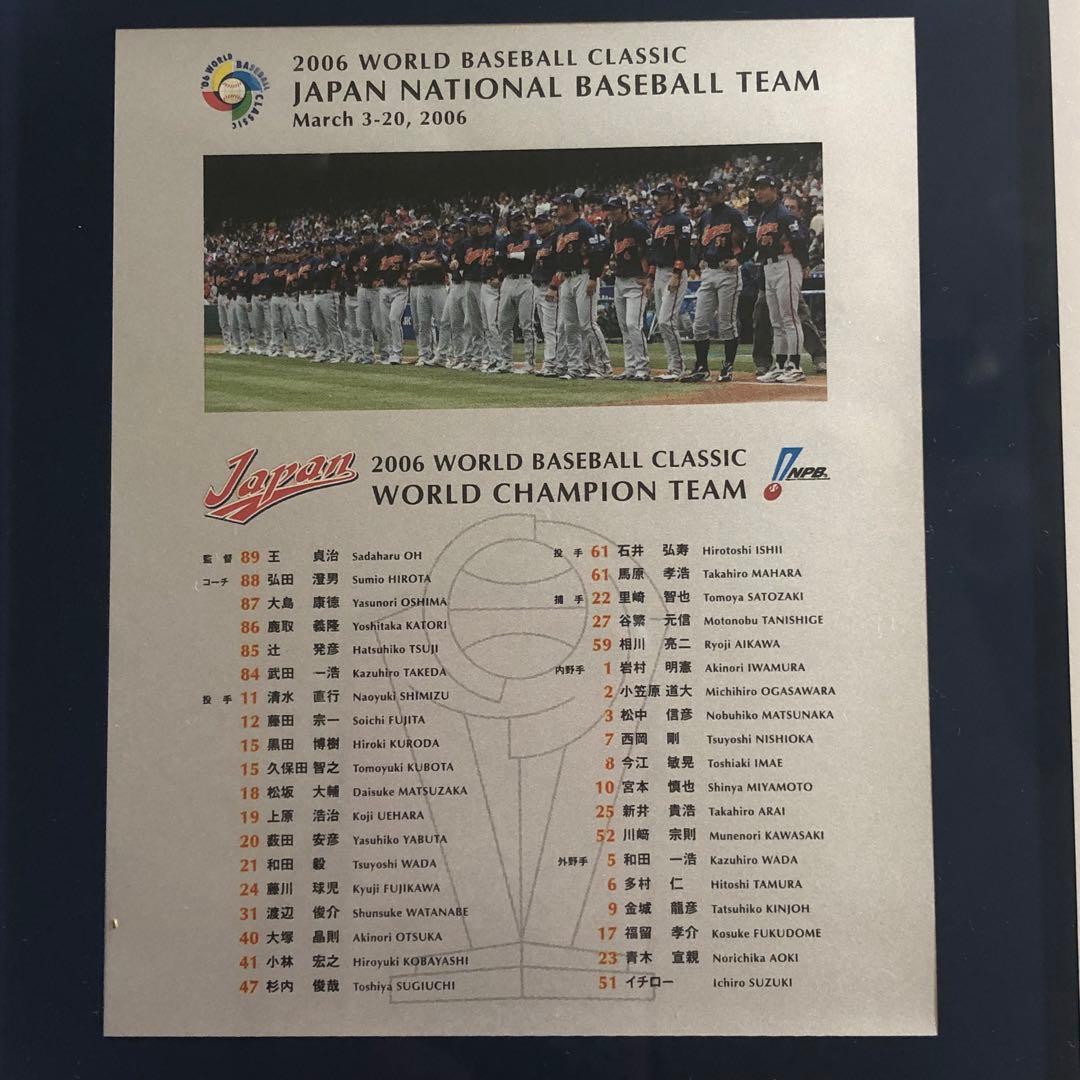 '06 WORLD BASEBALL CLASSIC
2006 WORLD BASEBALL CLASSIC
JAPAN NATIONAL BASEBALL TEAM
March 3-20, 2006
Japan
2006 WORLD BASEBALL CLASSIC
WORLD CHAMPION TEAM
NPB
監督 89 王 貞治 Sadaharu OH
コーチ 88 弘田 澄男 Sumio HIROTA
87 大島 康徳 Yasunori OSHIMA
86 鹿取 義隆 Yoshitaka KATORI
85 辻 発彦 Hatsuhiko TSUJI
84 武田 一浩 Kazuhiro TAKEDA
投手 11 清水 直行 Naoyuki SHIMIZU
12 藤田 宗一 Soichi FUJITA
15 黒田 博樹 Hiroki KURODA
15 久保田 智之 Tomoyuki KUBOTA
18 松坂 大輔 Daisuke MATSUZAKA
19 上原 浩治 Koji UEHARA
20 薮田 安彦 Yasuhiko YABUTA
21 和田 毅 Tsuyoshi WADA
24 藤川 球児 Kyuji FUJIKAWA
31 渡辺 俊介 Shunsuke WATANABE
40 大塚 晶則 Akinori OTSUKA
41 小林 宏之 Hiroyuki KOBAYASHI
47 杉内 俊哉 Toshiya SUGIUCHI
投手 61 石井 弘寿 Hirotoshi ISHII
61 馬原 孝浩 Takahiro MAHARA
捕手 22 里崎 智也 Tomoya SATOZAKI
27 谷繁 元信 Motonobu TANISHIGE
59 相川 亮二 Ryoji AIKAWA
内野手 1 岩村 明憲 Akinori IWAMURA
2 小笠原 道大 Michihiro OGASAWARA
3 松中 信彦 Nobuhiko MATSUNAKA
7 西岡 剛 Tsuyoshi NISHIOKA
8 今江 敏晃 Toshiaki IMAE
10 宮本 慎也 Shinya MIYAMOTO
25 新井 貴浩 Takahiro ARAI
52 川﨑 宗則 Munenori KAWASAKI
外野手 5 和田 一浩 Kazuhiro WADA
6 多村 仁 Hitoshi TAMURA
9 金城 龍彦 Tatsuhiko KINJOH
17 福留 孝介 Kosuke FUKUDOME
23 青木 宣親 Norichika AOKI
51 イチロー Ichiro SUZUKI